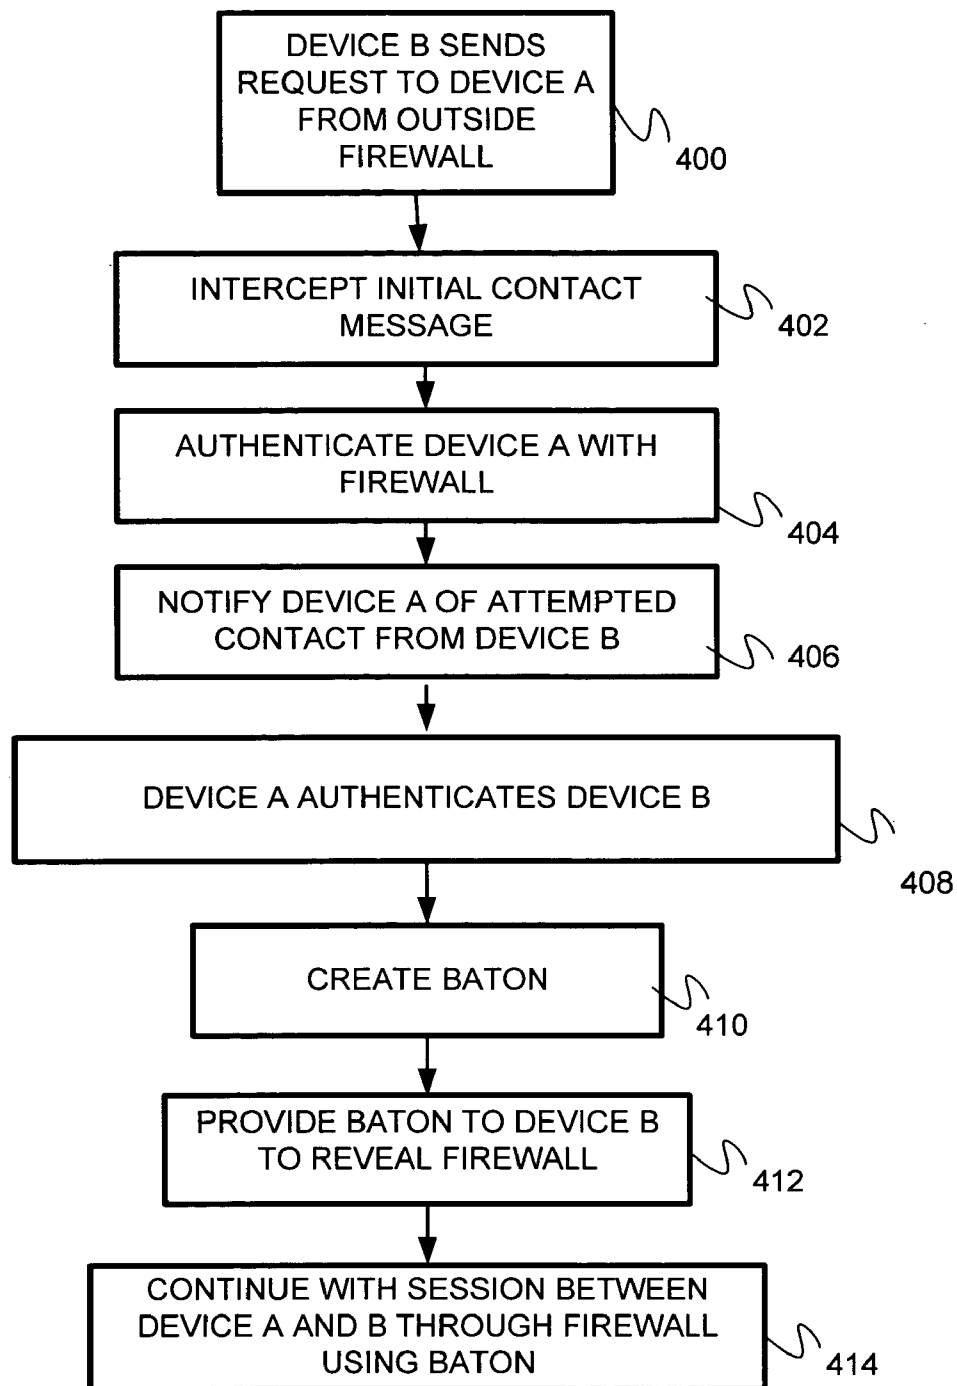 DEVICE B SENDS
REQUEST TO DEVICE A
FROM OUTSIDE
FIREWALL
400
INTERCEPT INITIAL CONTACT
MESSAGE
402
AUTHENTICATE DEVICE A WITH
FIREWALL
404
NOTIFY DEVICE A OF ATTEMPTED
CONTACT FROM DEVICE B
406
DEVICE A AUTHENTICATES DEVICE B
408
CREATE BATON
410
PROVIDE BATON TO DEVICE B
TO REVEAL FIREWALL
412
CONTINUE WITH SESSION BETWEEN
DEVICE A AND B THROUGH FIREWALL
USING BATON
414